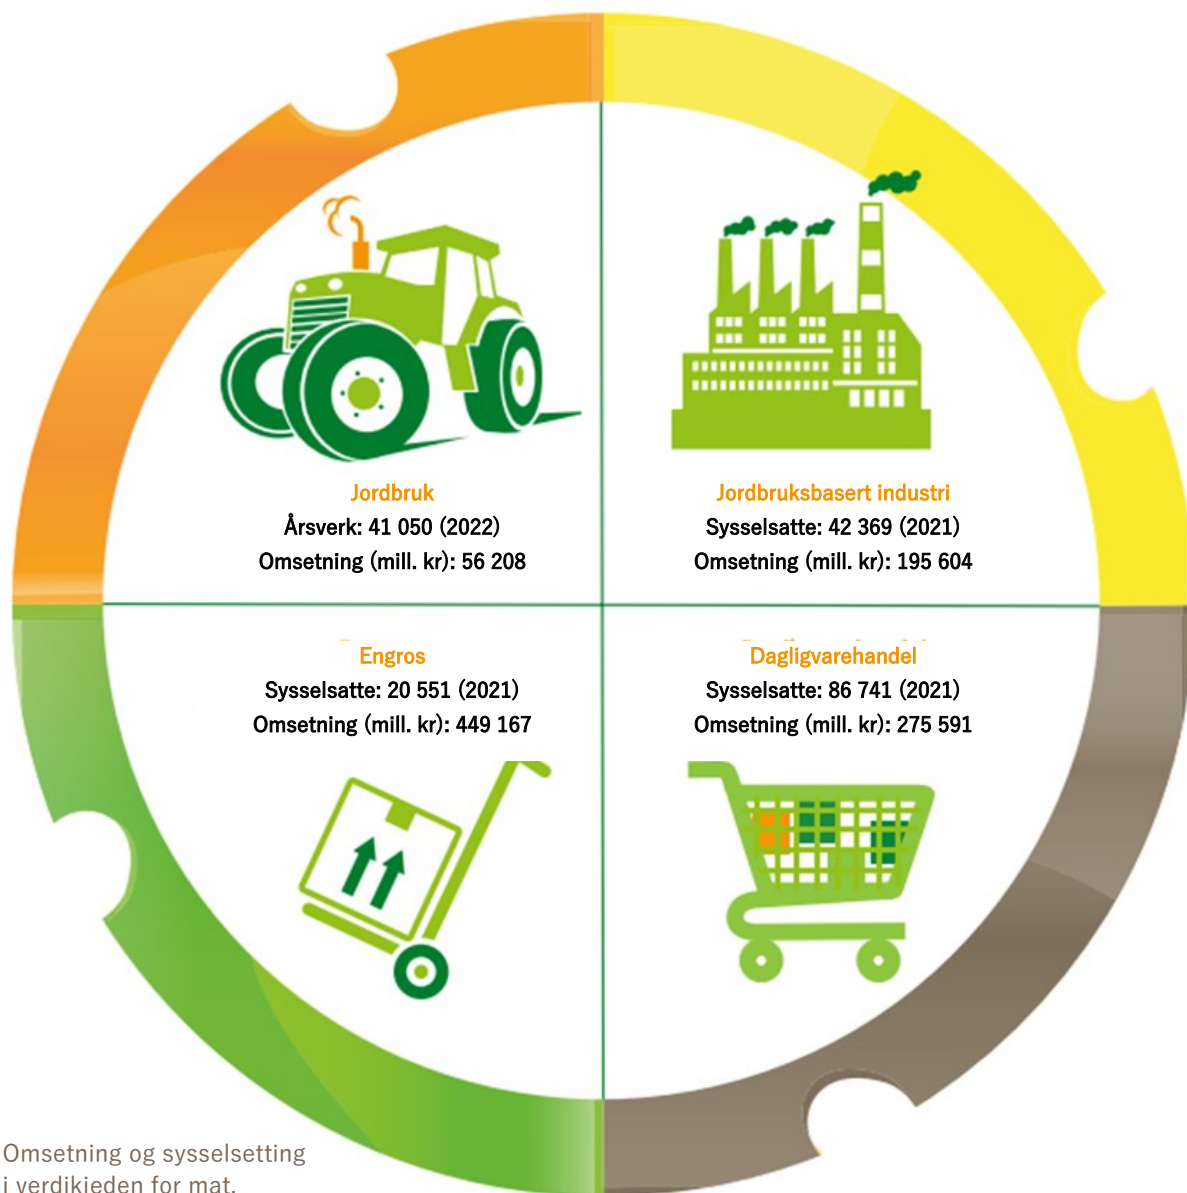 Jordbruk
Årsverk: 41 050 (2022)
Omsetning (mill. kr): 56 208
Jordbruksbasert industri
Sysselsatte: 42 369 (2021)
Omsetning (mill. kr): 195 604
Engros
Sysselsatte: 20 551 (2021)
Omsetning (mill. kr): 449 167
Dagligvarehandel
Sysselsatte: 86 741 (2021)
Omsetning (mill. kr): 275 591
Omsetning og sysselsetting
i verdikjeden for mat.